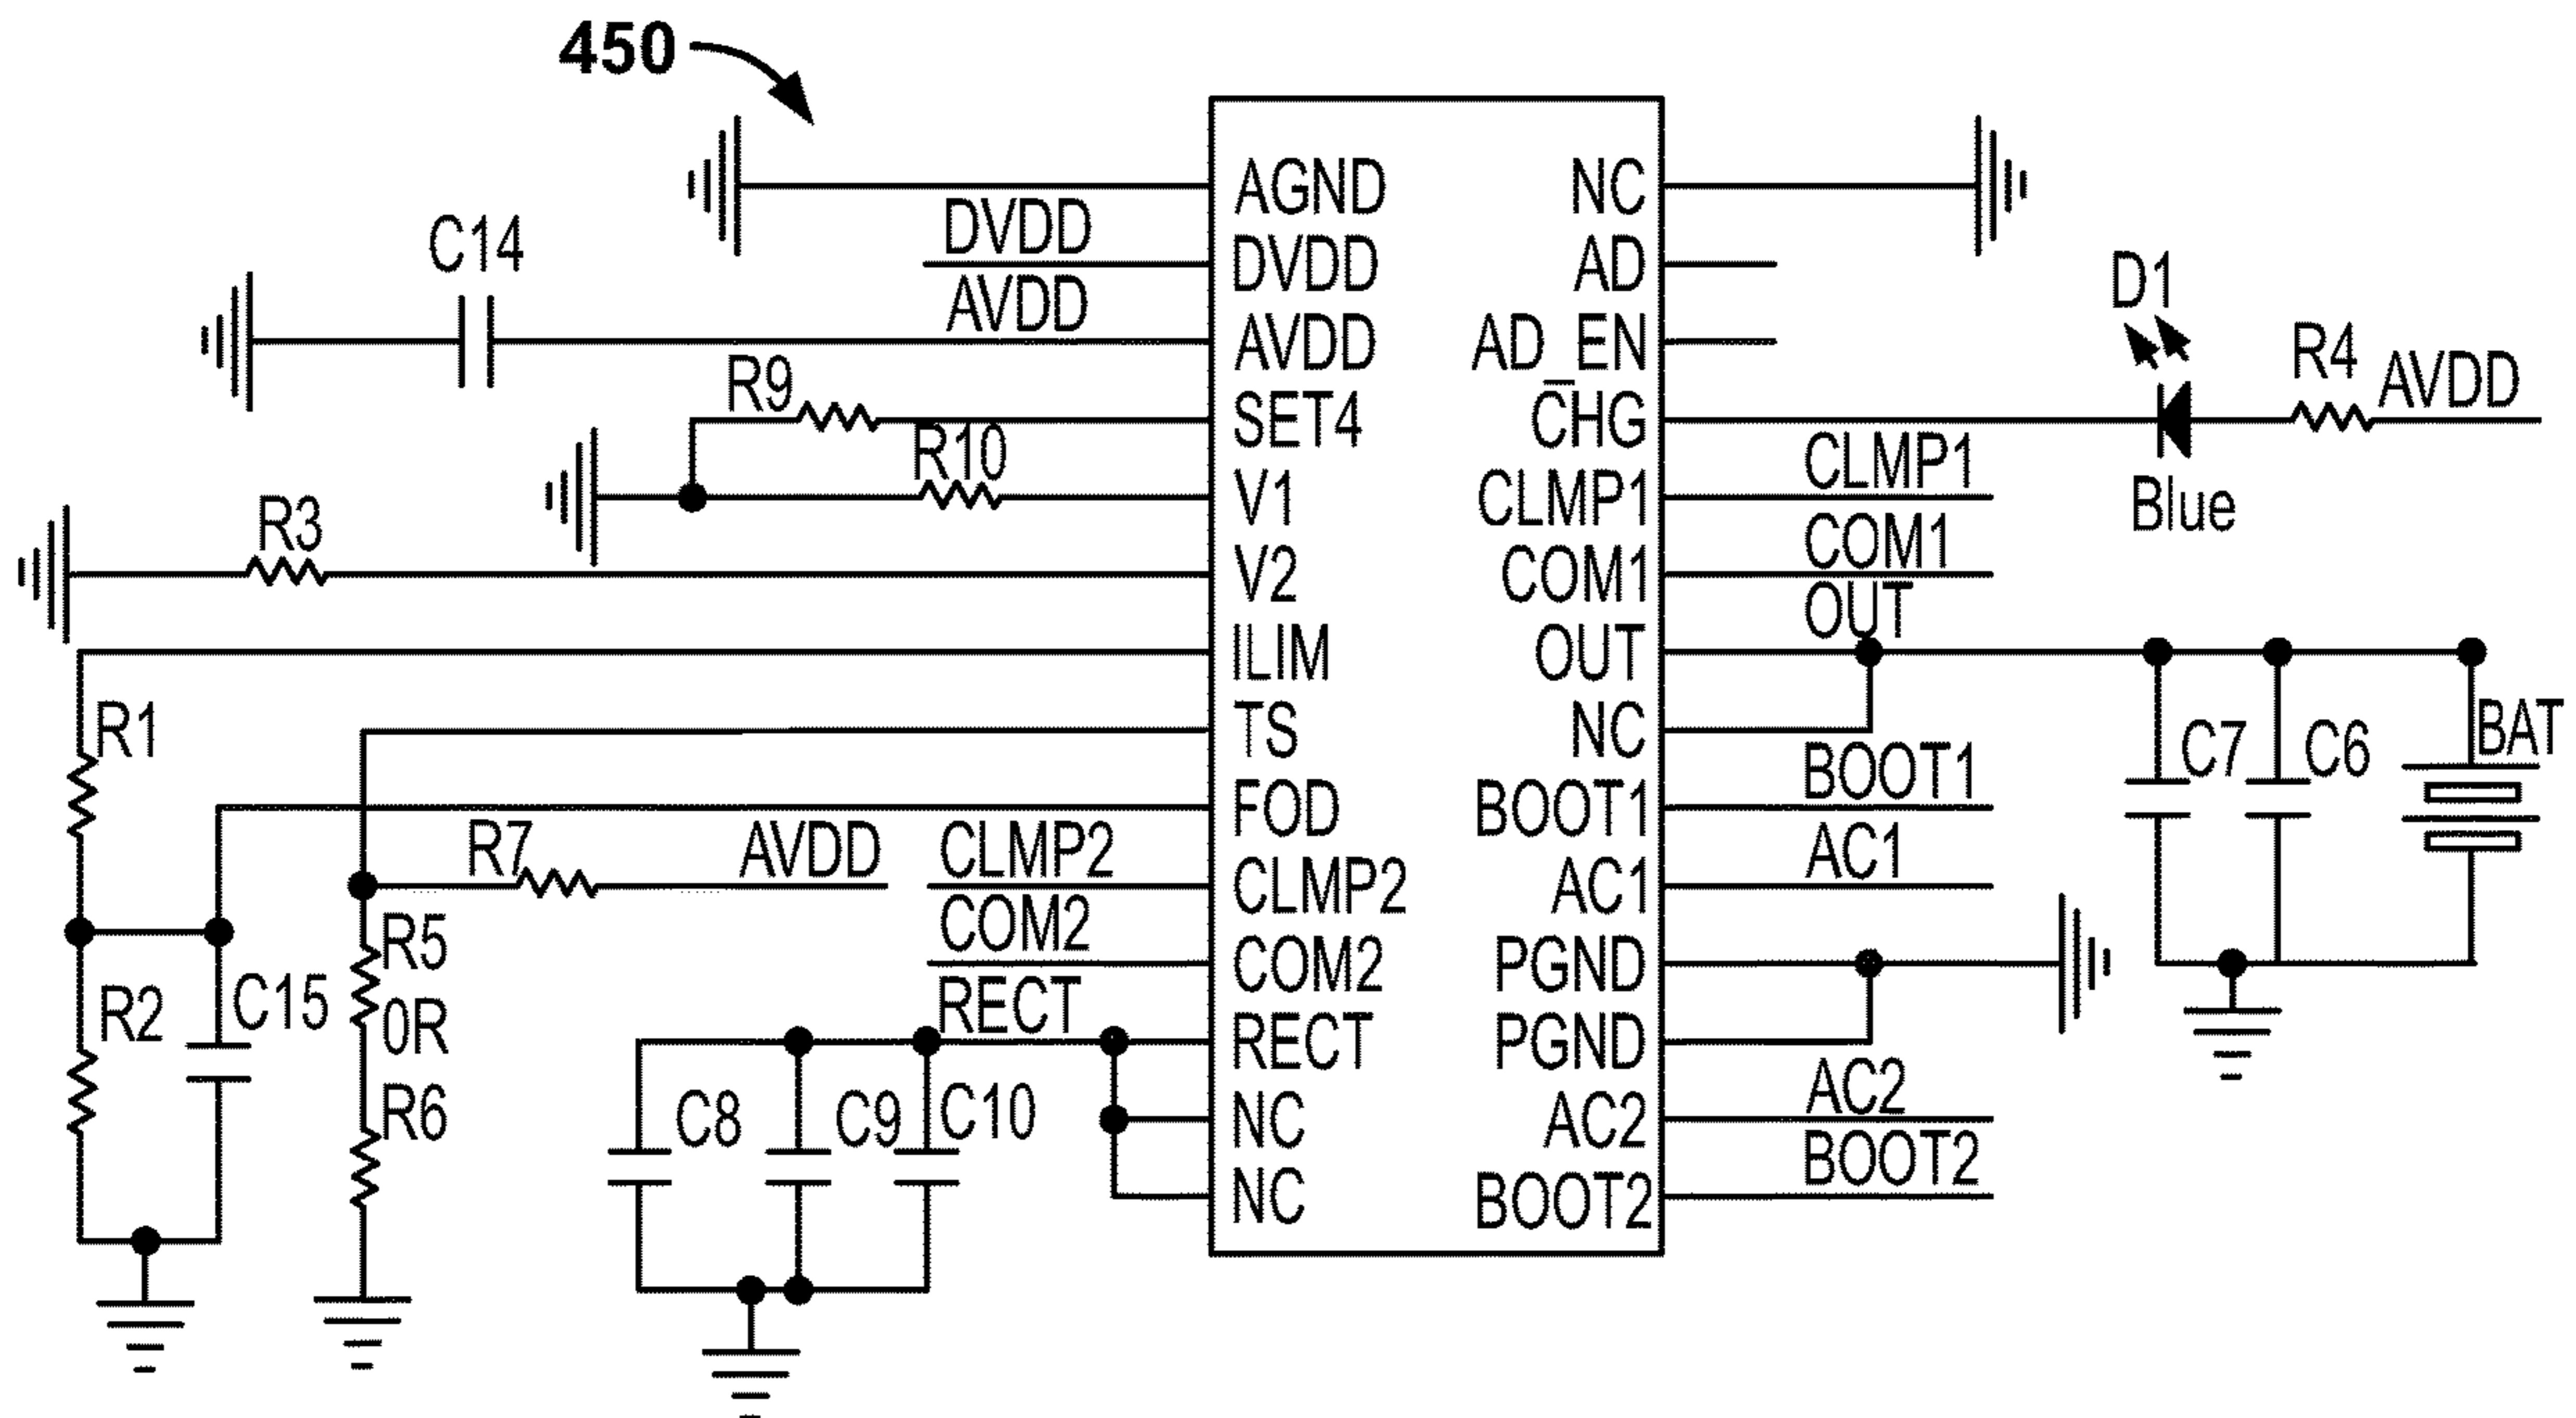 450
AGND NC
DVDD
C14
DVDD AD
D1
AVDD
AVDD AD_EN
R4 AVDD
R9
SET4 CHG
R10
CLMP1
Blue
V1 CLMP1
R3
COM1
V2 COM1
OUT
ILIM OUT
R1
TS NC
C7 C6 BAT
BOOT1
FOD BOOT1
R7 AVDD CLMP2
AC1
CLMP2 AC1
COM2
R5
COM2 PGND
R2 C15
0R
RECT
RECT PGND
AC2
R6
C8 C9 C10
NC AC2
BOOT2
NC BOOT2